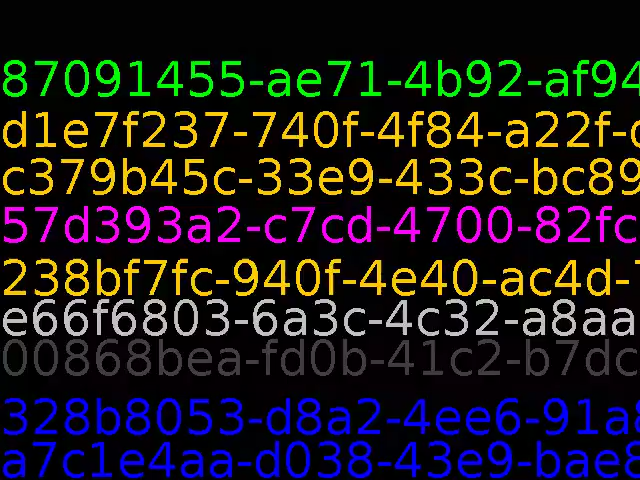 87091455-ae71-4b92-af94
d1e7f237-740f-4f84-a22f-
c379b45c-33e9-433c-bc89
57d393a2-c7cd-4700-82fc
238bf7fc-940f-4e40-ac4d-
e66f6803-6a3c-4c32-a8aa
00868bea-fd0b-41c2-b7dc
328b8053-d8a2-4ee6-91a8
a7c1e4aa-d038-43e9-bae8